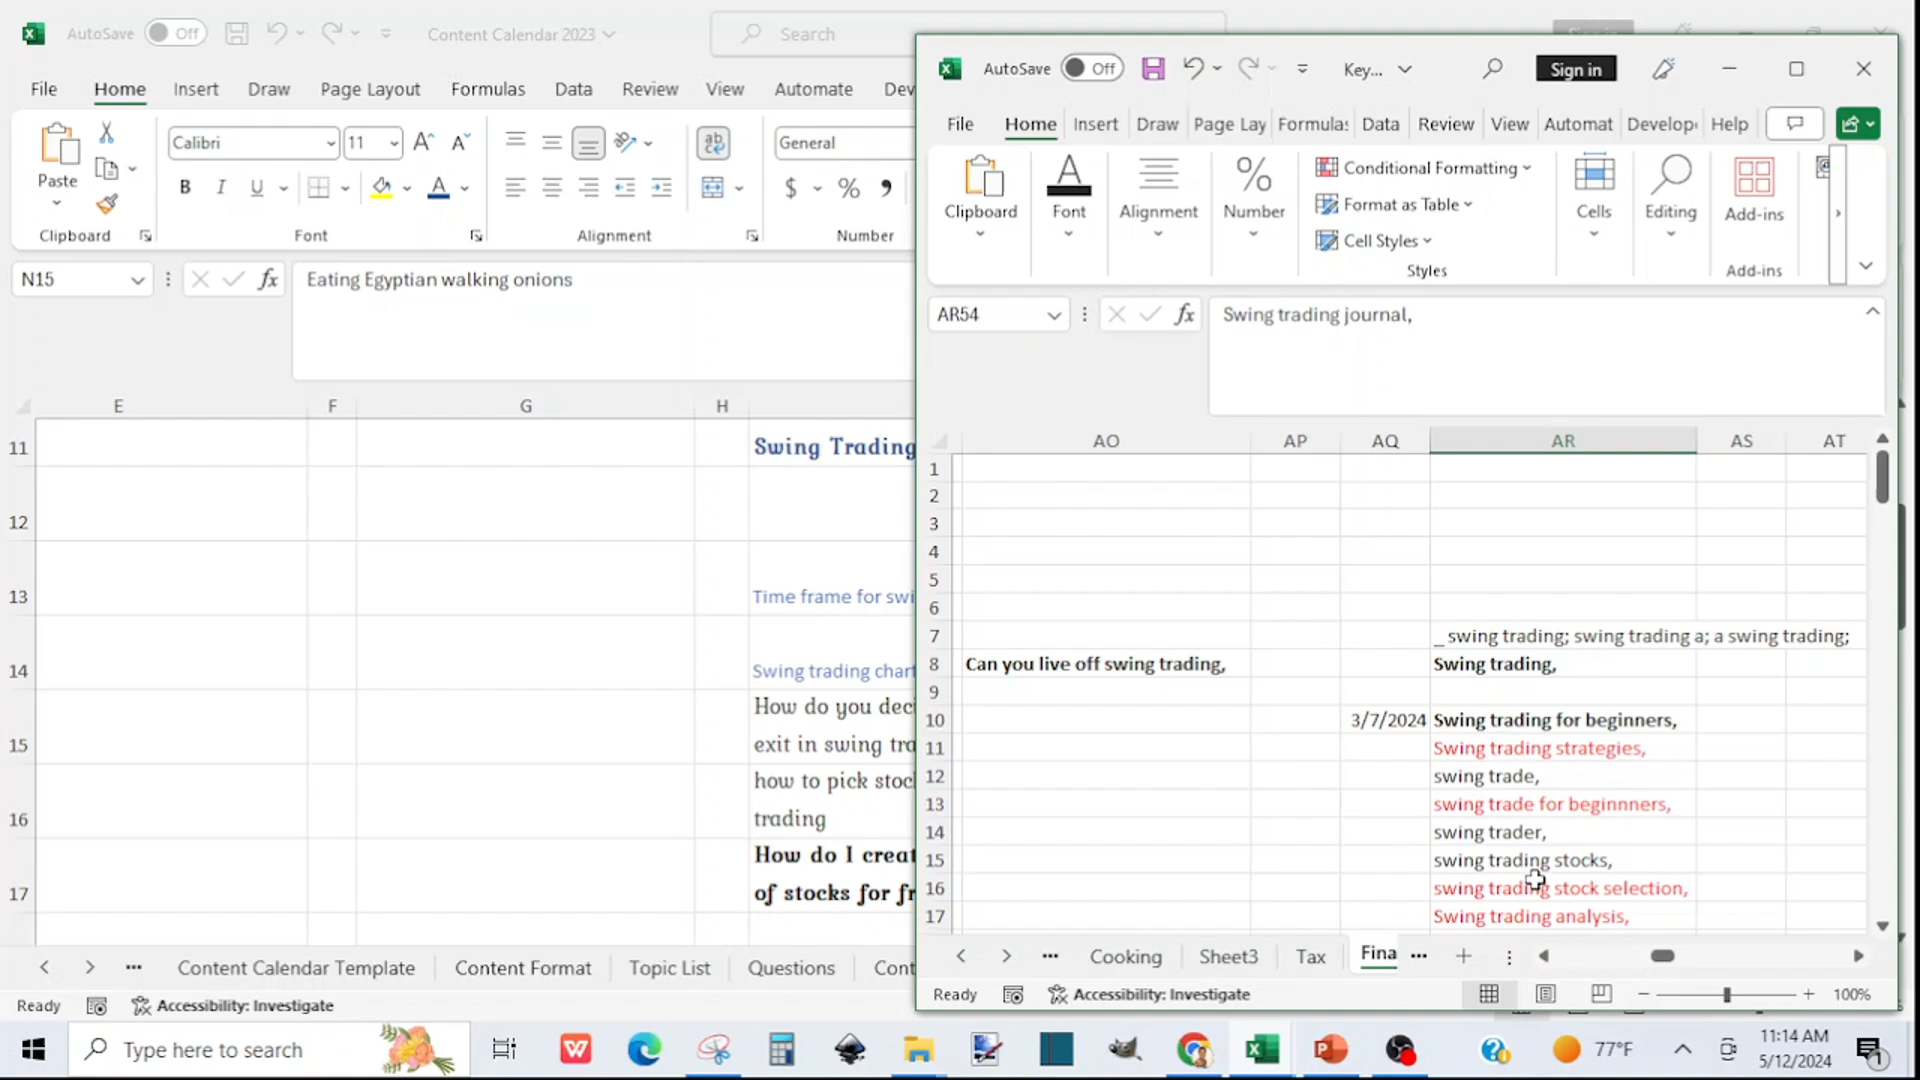 AutoSave Off Content Calendar 2023 Search
File Home Insert Draw Page Layout Formulas Data Review View Automate Dev
Paste
Calibri 11
General
B I U A $ %
Clipboard Font Alignment Number
N15 fx Eating Egyptian walking onions
E F G H
11 Swing Trading
12
13 Time frame for swi
14 Swing trading chart
How do you deci
15 exit in swing tra
how to pick stoc
16 trading
How do I creat
17 of stocks for fr
Content Calendar Template Content Format Topic List Questions Cont
Ready Accessibility: Investigate
AutoSave Off Key... Sign in
File Home Insert Draw Page Lay Formulas Data Review View Automat Develop Help
Clipboard Font Alignment Number
Conditional Formatting
Format as Table
Cell Styles
Styles
Cells Editing Add-ins
Add-ins
AR54 fx Swing trading journal,
AO AP AQ AR AS AT
1
2
3
4
5
6
7 _ swing trading; swing trading a; a swing trading;
8 Can you live off swing trading, Swing trading,
9
10 3/7/2024 Swing trading for beginners,
11 Swing trading strategies,
12 swing trade,
13 swing trade for beginnners,
14 swing trader,
15 swing trading stocks,
16 swing trading stock selection,
17 Swing trading analysis,
Cooking Sheet3 Tax Fina
Ready Accessibility: Investigate 100%
Type here to search
77°F
11:14 AM
5/12/2024